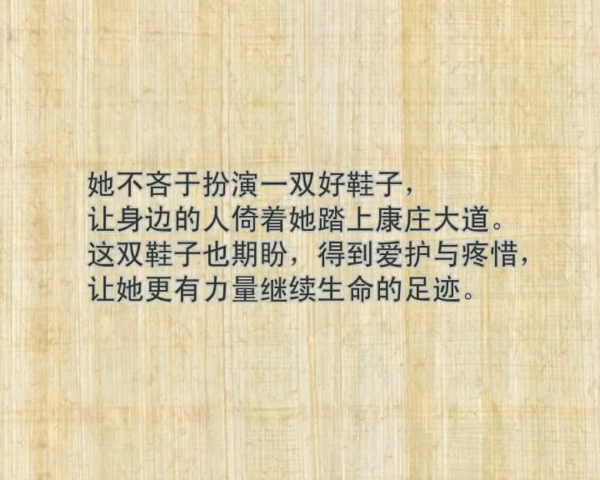 她不吝于扮演一双好鞋子，
让身边的人倚着她踏上康庄大道。
这双鞋子也期盼，得到爱护与疼惜，
让她更有力量继续生命的足迹。